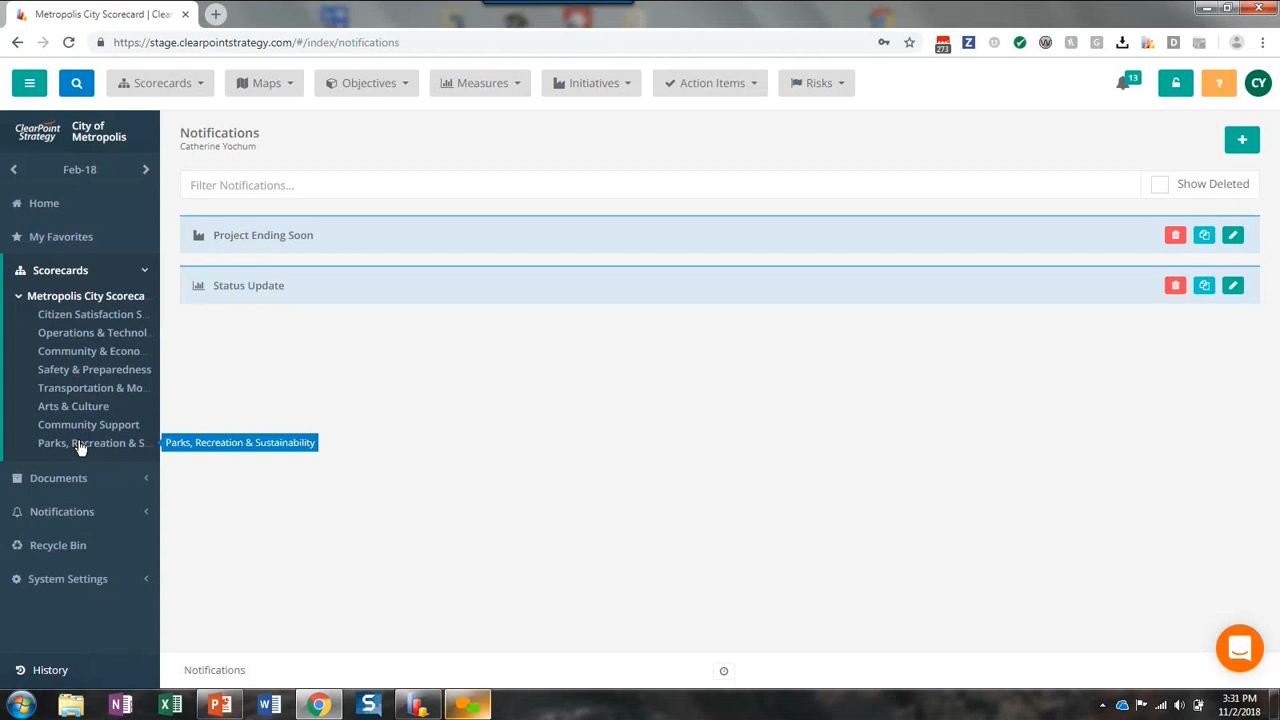 Metropolis City Scorecard | Clea
https://stage.clearpointstrategy.com/#/index/notifications
273
Scorecards
Maps
Objectives
Measures
Initiatives
Action Items
Risks
13
?
CY
ClearPoint Strategy
City of Metropolis
Feb-18
Home
My Favorites
Scorecards
Metropolis City Scoreca...
Citizen Satisfaction S...
Operations & Technol...
Community & Econo...
Safety & Preparedness
Transportation & Mo...
Arts & Culture
Community Support
Parks, Recreation & S...
Parks, Recreation & Sustainability
Documents
Notifications
Recycle Bin
System Settings
History
Notifications
Catherine Yochum
Filter Notifications...
Show Deleted
Project Ending Soon
Status Update
Notifications
3:31 PM
11/2/2018